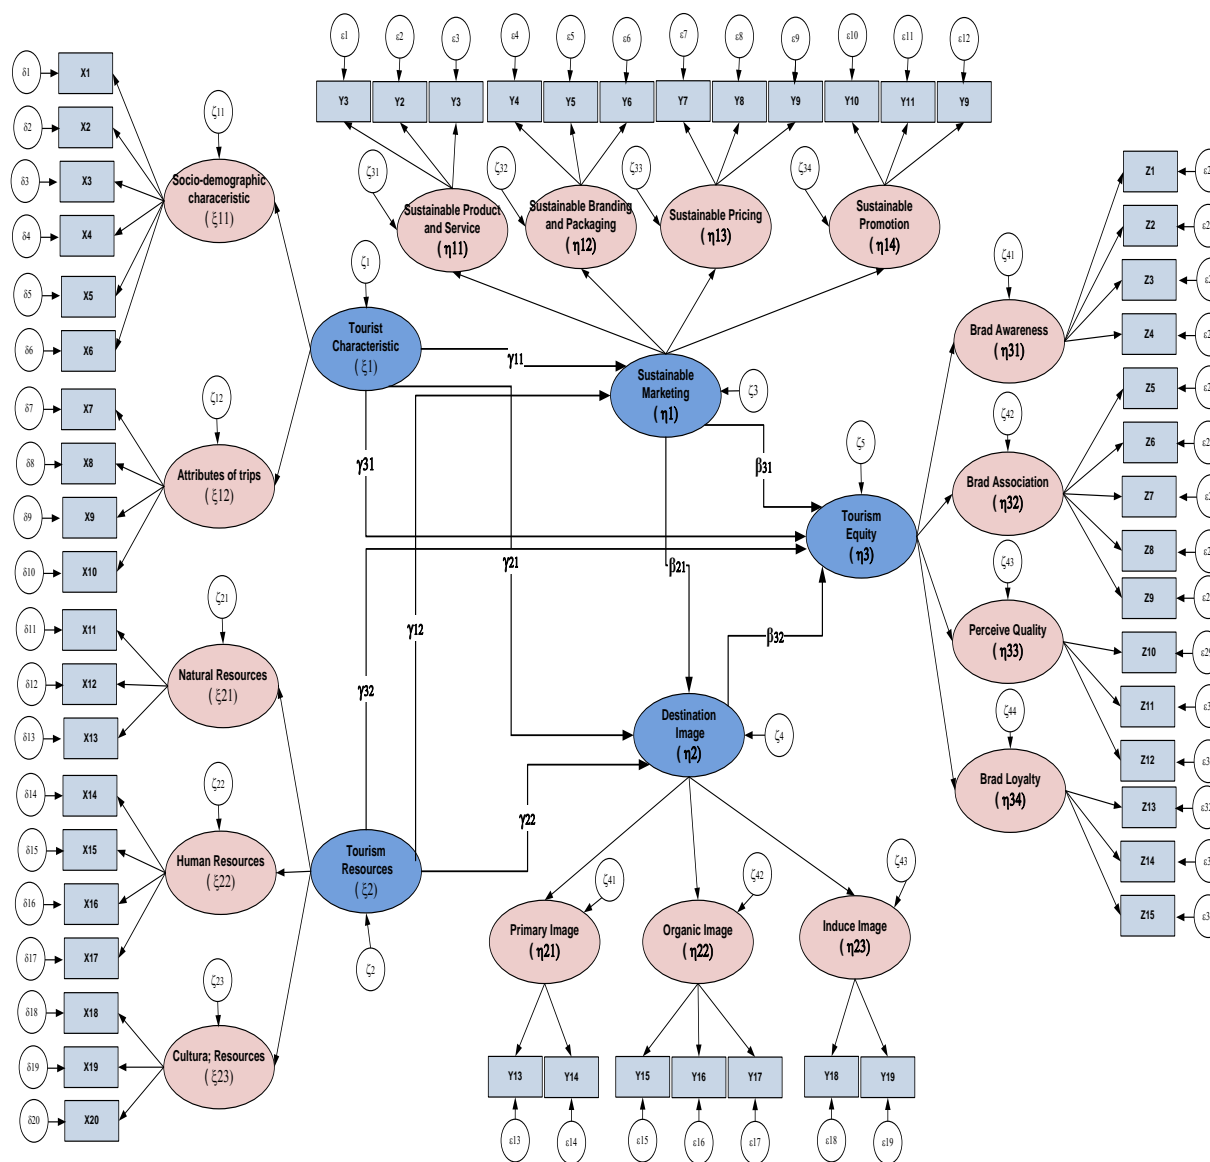 ε1
ε2
ε3
ε4
ε5
ε6
ε7
ε8
ε9
ε10
ε11
ε12
Y3
Y2
Y3
Y4
Y5
Y6
Y7
Y8
Y9
Y10
Y11
Y9
δ1
X1
δ2
X2
δ3
X3
δ4
X4
δ5
X5
δ6
X6
ζ11
Socio-demographic
characeristic
( ξ11)
ζ31
Sustainable Product
and Service
( η11)
ζ32
Sustainable Branding
and Packaging
( η12)
ζ33
Sustainable Pricing
( η13)
ζ34
Sustainable
Promotion
( η14)
ζ1
Tourist
Characteristic
( ξ1)
γ11
Sustainable
Marketing
( η1)
ζ3
δ7
X7
δ8
X8
δ9
X9
δ10
X10
ζ12
Attributes of trips
( ξ12)
γ31
γ21
γ12
γ32
β31
β21
β32
γ22
ζ5
Tourism
Equity
( η3)
ζ41
Brad Awareness
( η31)
Z1
Z2
Z3
Z4
ζ42
Brad Association
( η32)
Z5
Z6
Z7
Z8
Z9
ζ43
Perceive Quality
( η33)
Z10
ε29
Z11
Z12
ζ44
Brad Loyalty
( η34)
Z13
Z14
Z15
δ11
X11
δ12
X12
δ13
X13
ζ21
Natural Resources
( ξ21)
Destination
Image
( η2)
ζ4
δ14
X14
δ15
X15
δ16
X16
δ17
X17
ζ22
Human Resources
( ξ22)
Tourism
Resources
( ξ2)
ζ2
δ18
X18
δ19
X19
δ20
X20
ζ23
Cultura; Resources
( ξ23)
ζ41
Primary Image
( η21)
ζ42
Organic Image
( η22)
ζ43
Induce Image
( η23)
Y13
Y14
Y15
Y16
Y17
Y18
Y19
ε13
ε14
ε15
ε16
ε17
ε18
ε19